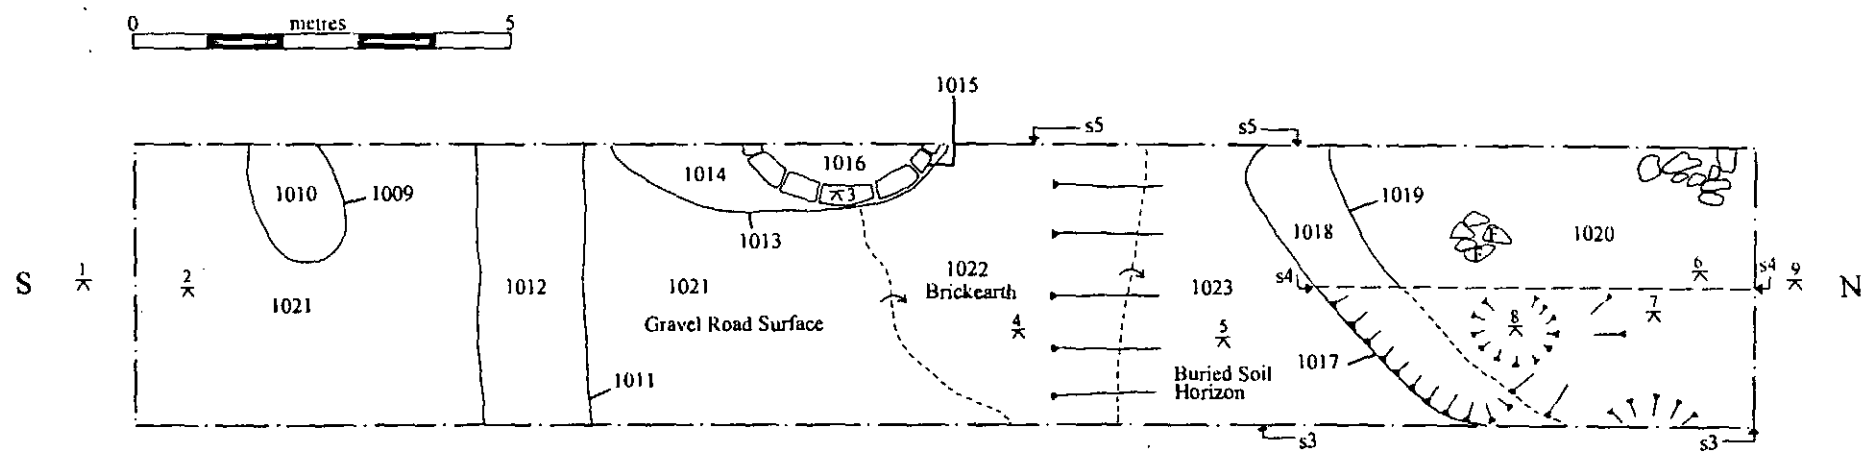 0 metres 5
1015
s5 s5
1016
1014
3
1010 1009
1019
1013
1018
1020
1022
Brickearth
F
F
S 1 2
1021
1012
1021
1023
s4
6
s4
9
N
Gravel Road Surface
4
5
8
7
1017
1011
Buried Soil
Horizon
s3 s3